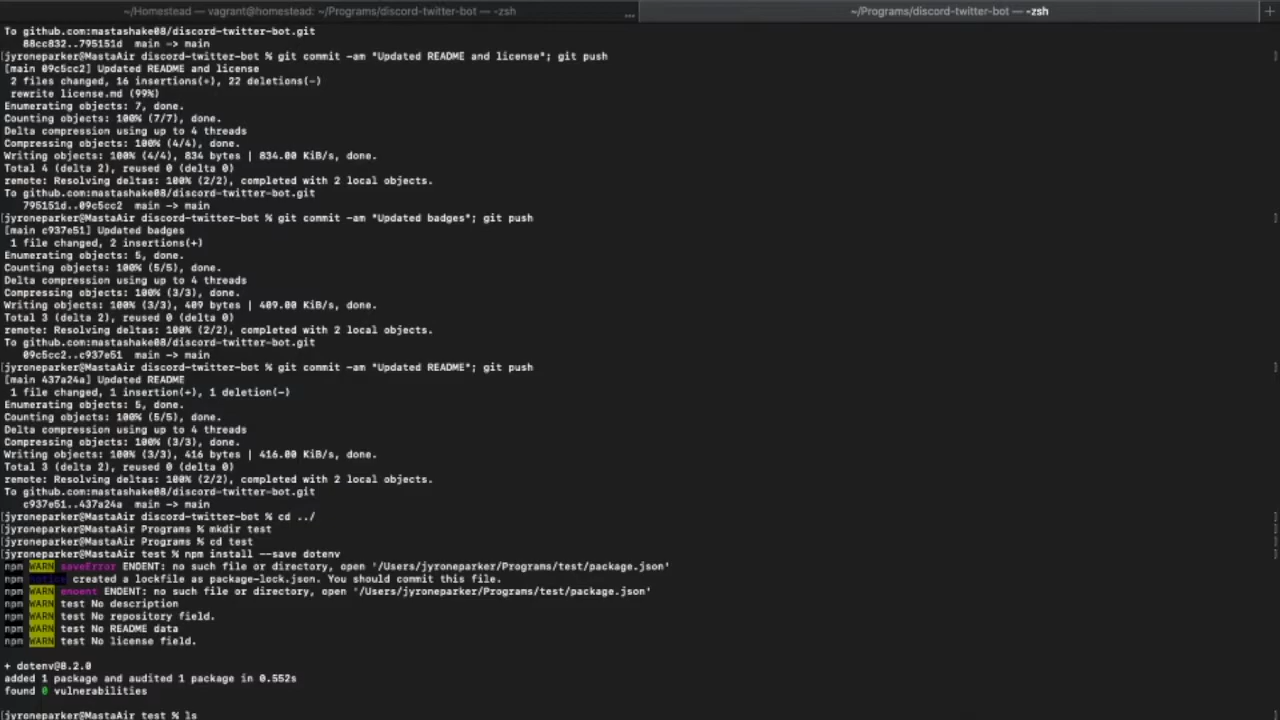 ~/Homestead — vagrant@homestead: ~/Programs/discord-twitter-bot — -zsh
... ~/Programs/discord-twitter-bot — -zsh +
To github.com:mastashake08/discord-twitter-bot.git
88cc832..795151d main -> main
[jyroneparker@MastaAir discord-twitter-bot % git commit -am "Updated README and license"; git push ]
[main 09c5cc2] Updated README and license
2 files changed, 16 insertions(+), 22 deletions(-)
rewrite license.md (99%)
Enumerating objects: 7, done.
Counting objects: 100% (7/7), done.
Delta compression using up to 4 threads
Compressing objects: 100% (4/4), done.
Writing objects: 100% (4/4), 834 bytes | 834.00 KiB/s, done.
Total 4 (delta 2), reused 0 (delta 0)
remote: Resolving deltas: 100% (2/2), completed with 2 local objects.
To github.com:mastashake08/discord-twitter-bot.git
795151d..09c5cc2 main -> main
[jyroneparker@MastaAir discord-twitter-bot % git commit -am "Updated badges"; git push ]
[main c937e51] Updated badges
1 file changed, 2 insertions(+)
Enumerating objects: 5, done.
Counting objects: 100% (5/5), done.
Delta compression using up to 4 threads
Compressing objects: 100% (3/3), done.
Writing objects: 100% (3/3), 409 bytes | 409.00 KiB/s, done.
Total 3 (delta 2), reused 0 (delta 0)
remote: Resolving deltas: 100% (2/2), completed with 2 local objects.
To github.com:mastashake08/discord-twitter-bot.git
09c5cc2..c937e51 main -> main
[jyroneparker@MastaAir discord-twitter-bot % git commit -am "Updated README"; git push ]
[main 437a24a] Updated README
1 file changed, 1 insertion(+), 1 deletion(-)
Enumerating objects: 5, done.
Counting objects: 100% (5/5), done.
Delta compression using up to 4 threads
Compressing objects: 100% (3/3), done.
Writing objects: 100% (3/3), 416 bytes | 416.00 KiB/s, done.
Total 3 (delta 2), reused 0 (delta 0)
remote: Resolving deltas: 100% (2/2), completed with 2 local objects.
To github.com:mastashake08/discord-twitter-bot.git
c937e51..437a24a main -> main
[jyroneparker@MastaAir discord-twitter-bot % cd ../ ]
[jyroneparker@MastaAir Programs % mkdir test ]
[jyroneparker@MastaAir Programs % cd test ]
[jyroneparker@MastaAir test % npm install --save dotenv ]
npm WARN saveError ENOENT: no such file or directory, open '/Users/jyroneparker/Programs/test/package.json'
npm notice created a lockfile as package-lock.json. You should commit this file.
npm WARN enoent ENOENT: no such file or directory, open '/Users/jyroneparker/Programs/test/package.json'
npm WARN test No description
npm WARN test No repository field.
npm WARN test No README data
npm WARN test No license field.
+ dotenv@8.2.0
added 1 package and audited 1 package in 0.552s
found 0 vulnerabilities
[jyroneparker@MastaAir test % ls ]